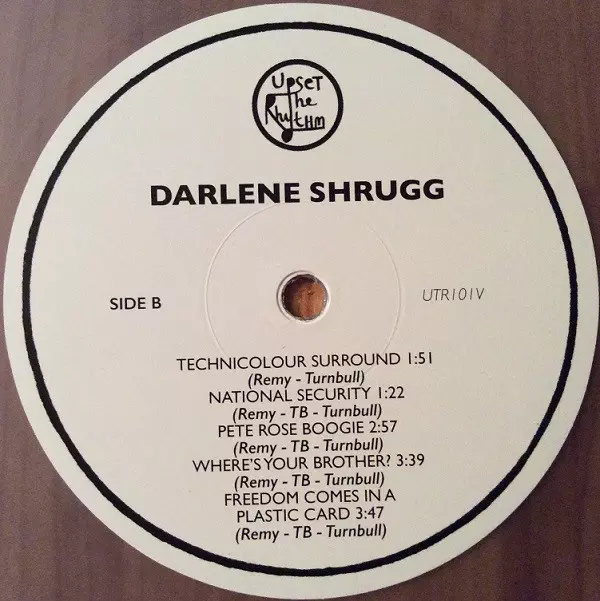 UPSET
The
RhytHm
DARLENE SHRUGG
SIDE B
UTR101V
TECHNICOLOUR SURROUND 1:51
(Remy - Turnbull)
NATIONAL SECURITY 1:22
(Remy - TB - Turnbull)
PETE ROSE BOOGIE 2:57
(Remy - TB - Turnbull)
WHERE'S YOUR BROTHER? 3:39
(Remy - TB - Turnbull)
FREEDOM COMES IN A
PLASTIC CARD 3:47
(Remy - TB - Turnbull)